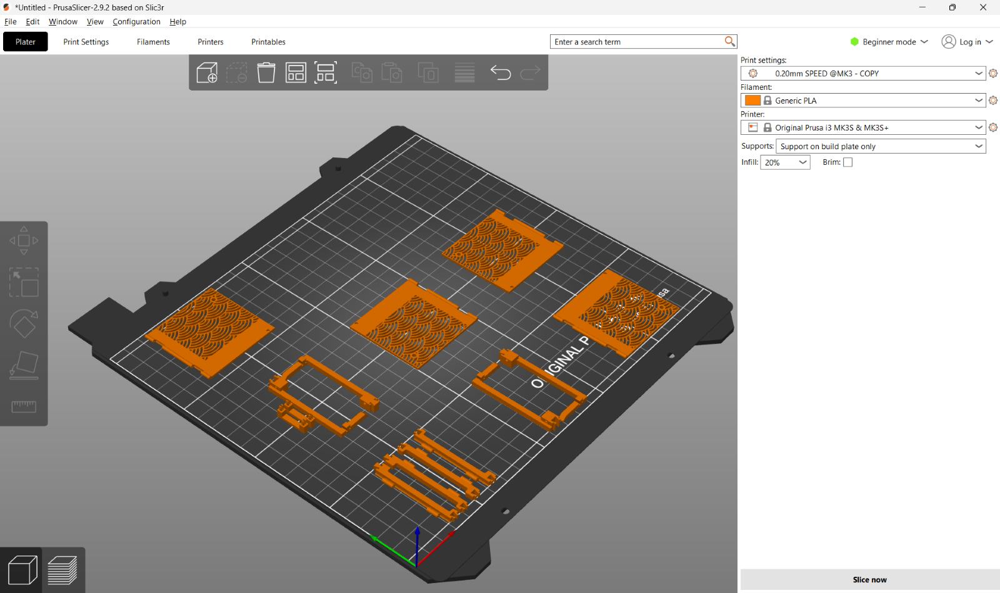 *Untitled - PrusaSlicer-2.9.2 based on Slic3r
File Edit Window View Configuration Help
Plater Print Settings Filaments Printers Printables Enter a search term Beginner mode Log in
Print settings:
0.20mm SPEED @MK3 - COPY
Filament:
Generic PLA
Printer:
Original Prusa i3 MK3S & MK3S+
Supports: Support on build plate only
Infill: 20% Brim:
Slice now